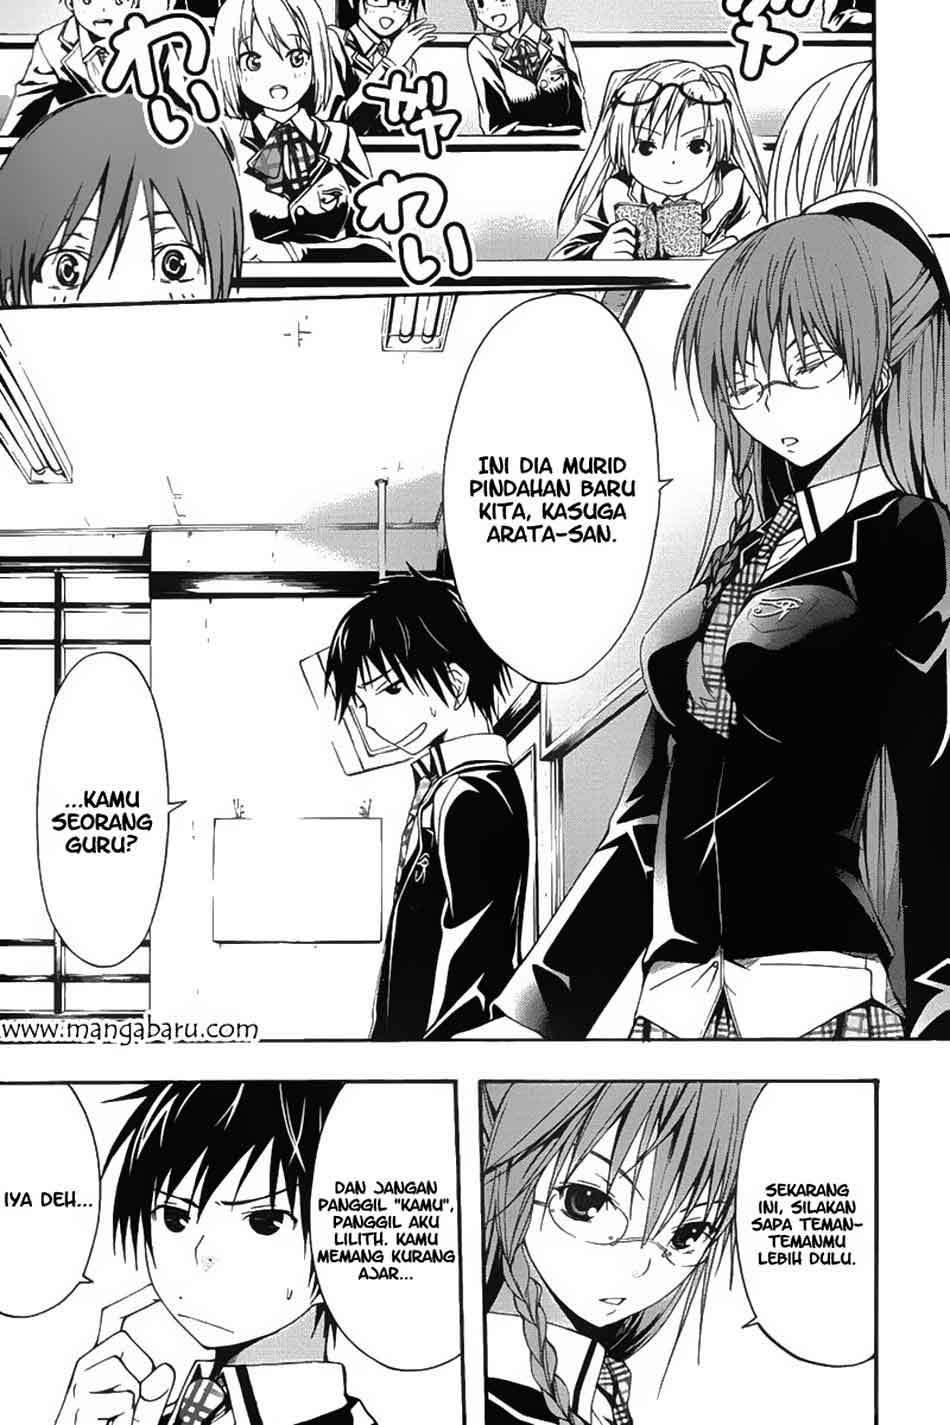 ザヤ
ガヤ
わい
わい
INI DIA MURID
PINDAHAN BARU
KITA, KASUGA
ARATA-SAN.
...KAMU
SEORANG
GURU?
www.mangabaru.com
SEKARANG
INI, SILAKAN
SAPA TEMAN-
TEMANMU
LEBIH DULU.
DAN JANGAN
PANGGIL "KAMU",
PANGGIL AKU
LILITH. KAMU
MEMANG KURANG
AJAR...
IYA DEH...